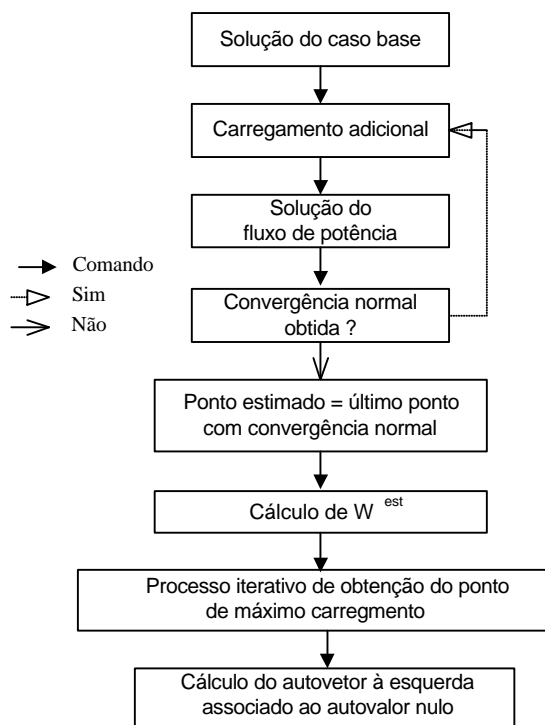 Solução do caso base
Carregamento adicional
Solução do
fluxo de potência
Comando
Sim
Não
Convergência normal
obtida ?
Ponto estimado = último ponto
com convergência normal
Cálculo de W est
Processo iterativo de obtenção do ponto
de máximo carregmento
Cálculo do autovetor à esquerda
associado ao autovalor nulo